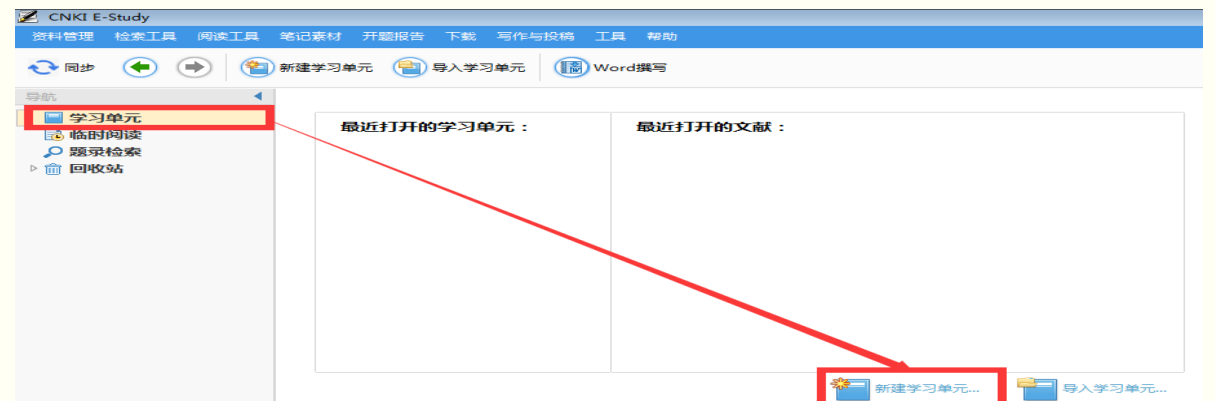 CNKI E-Study
资料管理 检索工具 阅读工具 笔记素材 开题报告 下载 写作与投稿 工具 帮助
同步 新建学习单元 导入学习单元 Word撰写
导航
学习单元
临时阅读
题录检索
回收站
最近打开的学习单元： 最近打开的文献：
新建学习单元... 导入学习单元...